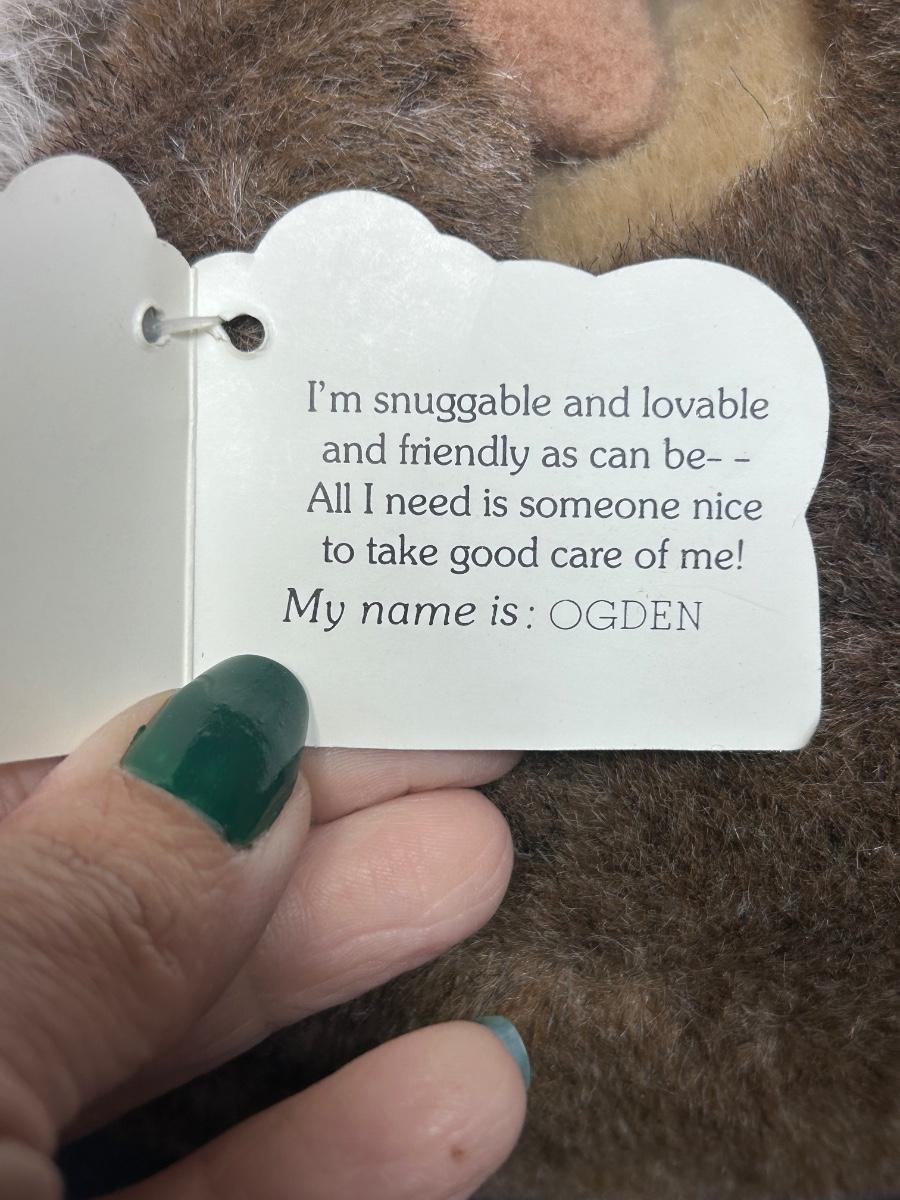 I'm snuggable and lovable
and friendly as can be- -
All I need is someone nice
to take good care of me!
My name is: OGDEN